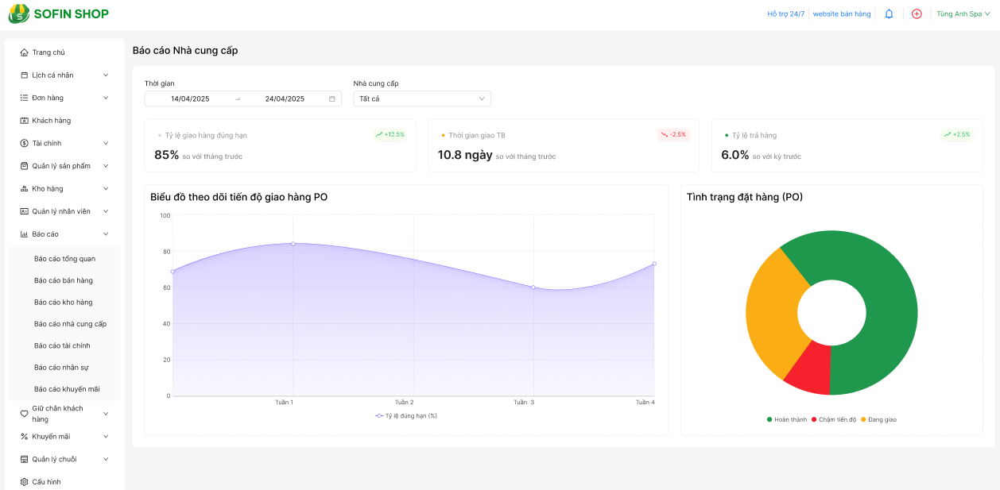 SOFIN SHOP
Hỗ trợ 24/7
website bán hàng
Tùng Anh Spa
Trang chủ
Lịch cá nhân
Đơn hàng
Khách hàng
Tài chính
Quản lý sản phẩm
Kho hàng
Quản lý nhân viên
Báo cáo
Báo cáo tổng quan
Báo cáo bán hàng
Báo cáo kho hàng
Báo cáo nhà cung cấp
Báo cáo tài chính
Báo cáo nhân sự
Báo cáo khuyến mãi
Giữ chân khách
hàng
Khuyến mãi
Quản lý chuỗi
Cấu hình
Báo cáo Nhà cung cấp
Thời gian
14/04/2025 → 24/04/2025
Nhà cung cấp
Tất cả
Tỷ lệ giao hàng đúng hạn
+12.5%
85% so với tháng trước
Thời gian giao TB
-2.5%
10.8 ngày so với tháng trước
Tỷ lệ trả hàng
+2.5%
6.0% so với kỳ trước
Biểu đồ theo dõi tiến độ giao hàng PO
100
80
60
40
20
0
Tuần 1
Tuần 2
Tuần 3
Tuần 4
Tỷ lệ đúng hạn (%)
Tình trạng đặt hàng (PO)
Hoàn thành
Chậm tiến độ
Đang giao